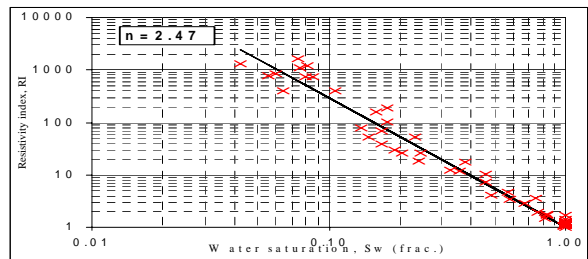 10000
n = 2.47
1000
100
10
1
Resistivity index, RI
0.01 0.10 1.00
Water saturation, Sw (frac.)